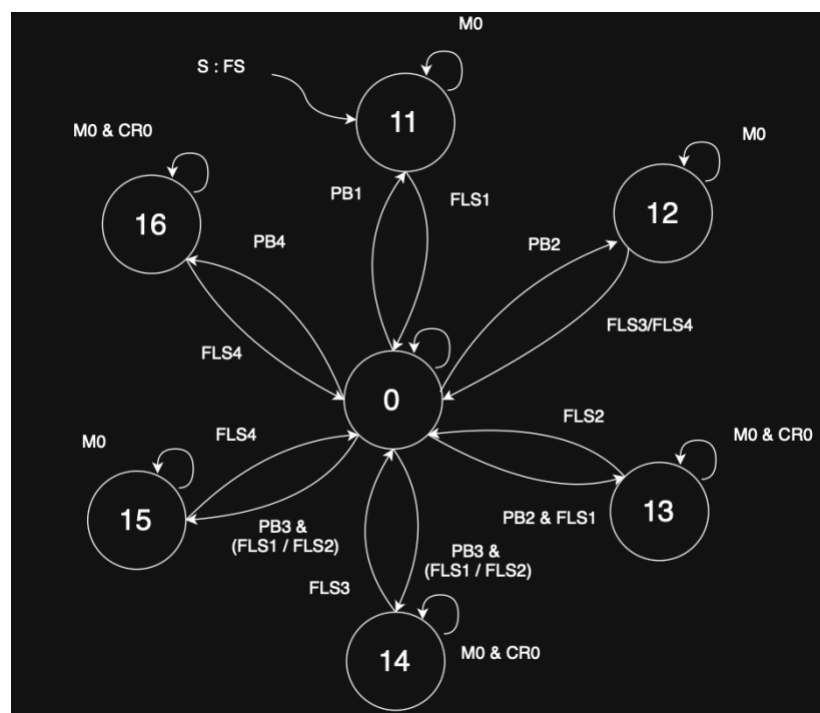 M0
S : FS
11
M0 & CR0
M0
16
PB1
FLS1
12
PB4
PB2
FLS4
FLS3/FLS4
0
FLS4
FLS2
M0
M0 & CR0
15
13
PB3 &
(FLS1 / FLS2)
PB2 & FLS1
FLS3
PB3 &
(FLS1 / FLS2)
14
M0 & CR0